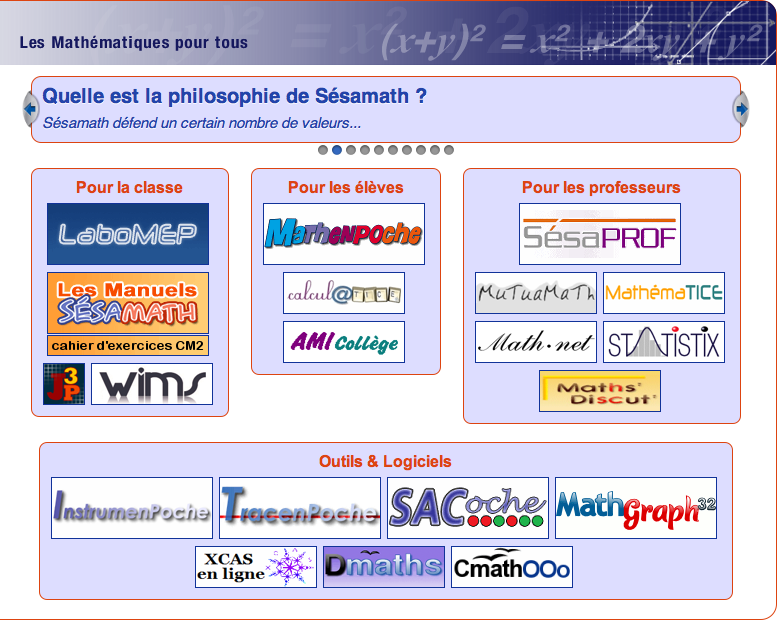 Les Mathématiques pour tous
(x+y)² = x² + 2xy + y²
Quelle est la philosophie de Sésamath ?
Sésamath défend un certain nombre de valeurs...
Pour la classe
LaboMEP
Les Manuels
SÉSAMATH
cahier d'exercices CM2
J3P
wims
Pour les élèves
MathenPoche
calcul@TICE
AMI Collège
Pour les professeurs
SésaPROF
MuTuaMaTh
MathémaTICE
Math.net
STATISTIX
Maths'
Discut'
Outils & Logiciels
InstrumenPoche
TracenPoche
SACoche
MathGraph32
XCAS
en ligne
Dmaths
CmathOOo